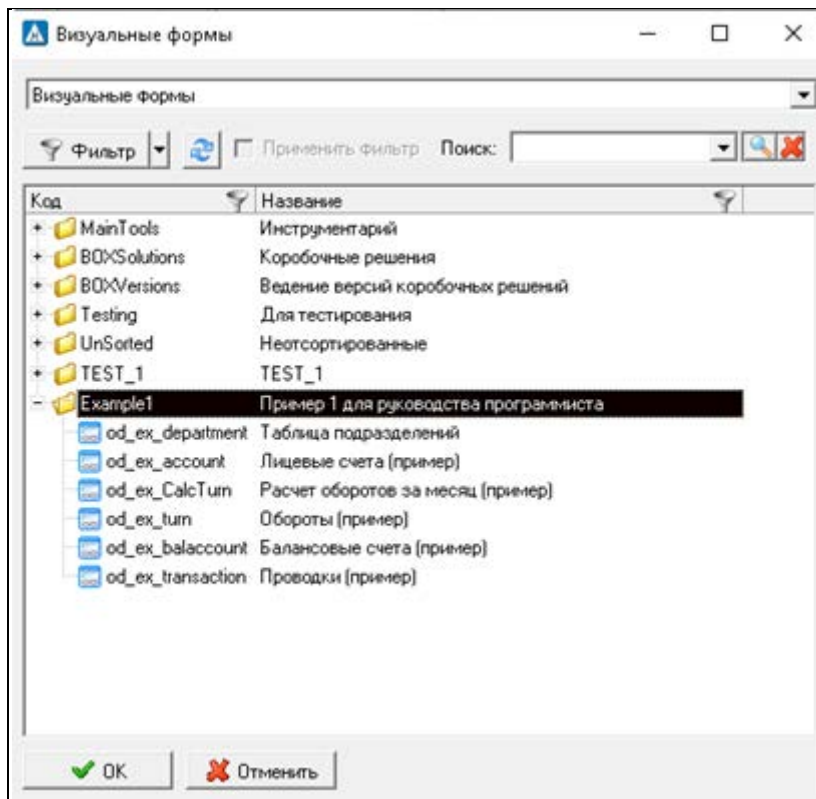 Визуальные формы
Визуальные формы
Фильтр Применить фильтр Поиск:
Код Название
MainTools Инструментарий
BOXSolutions Коробочные решения
BOXVersions Ведение версий коробочных решений
Testing Для тестирования
UnSorted Неотсортированные
TEST_1 TEST_1
Example1 Пример 1 для руководства программиста
od_ex_department Таблица подразделений
od_ex_account Лицевые счета (пример)
od_ex_CalcTurn Расчет оборотов за месяц (пример)
od_ex_turn Обороты (пример)
od_ex_balaccount Балансовые счета (пример)
od_ex_transaction Проводки (пример)
OK Отменить